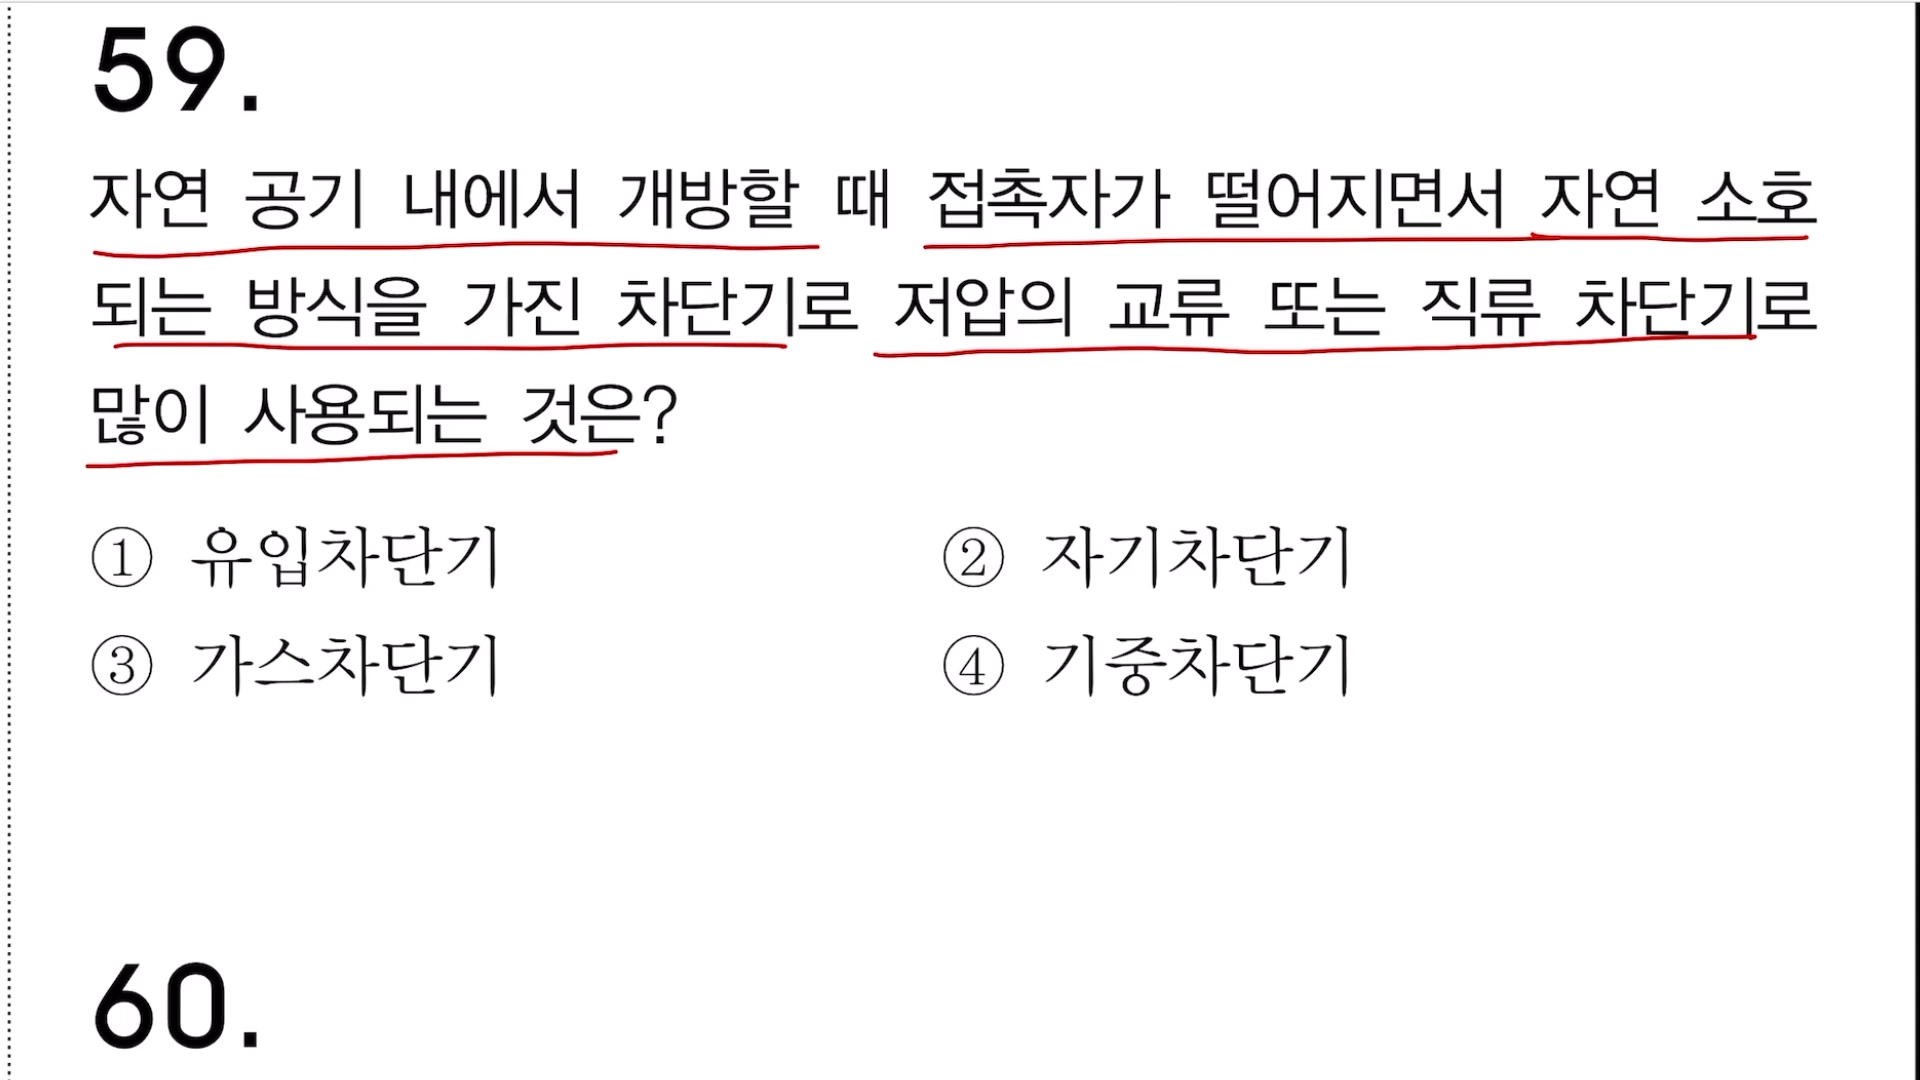 59.
자연 공기 내에서 개방할 때 접촉자가 떨어지면서 자연 소호
되는 방식을 가진 차단기로 저압의 교류 또는 직류 차단기로
많이 사용되는 것은?
① 유입차단기 ② 자기차단기
③ 가스차단기 ④ 기중차단기
60.